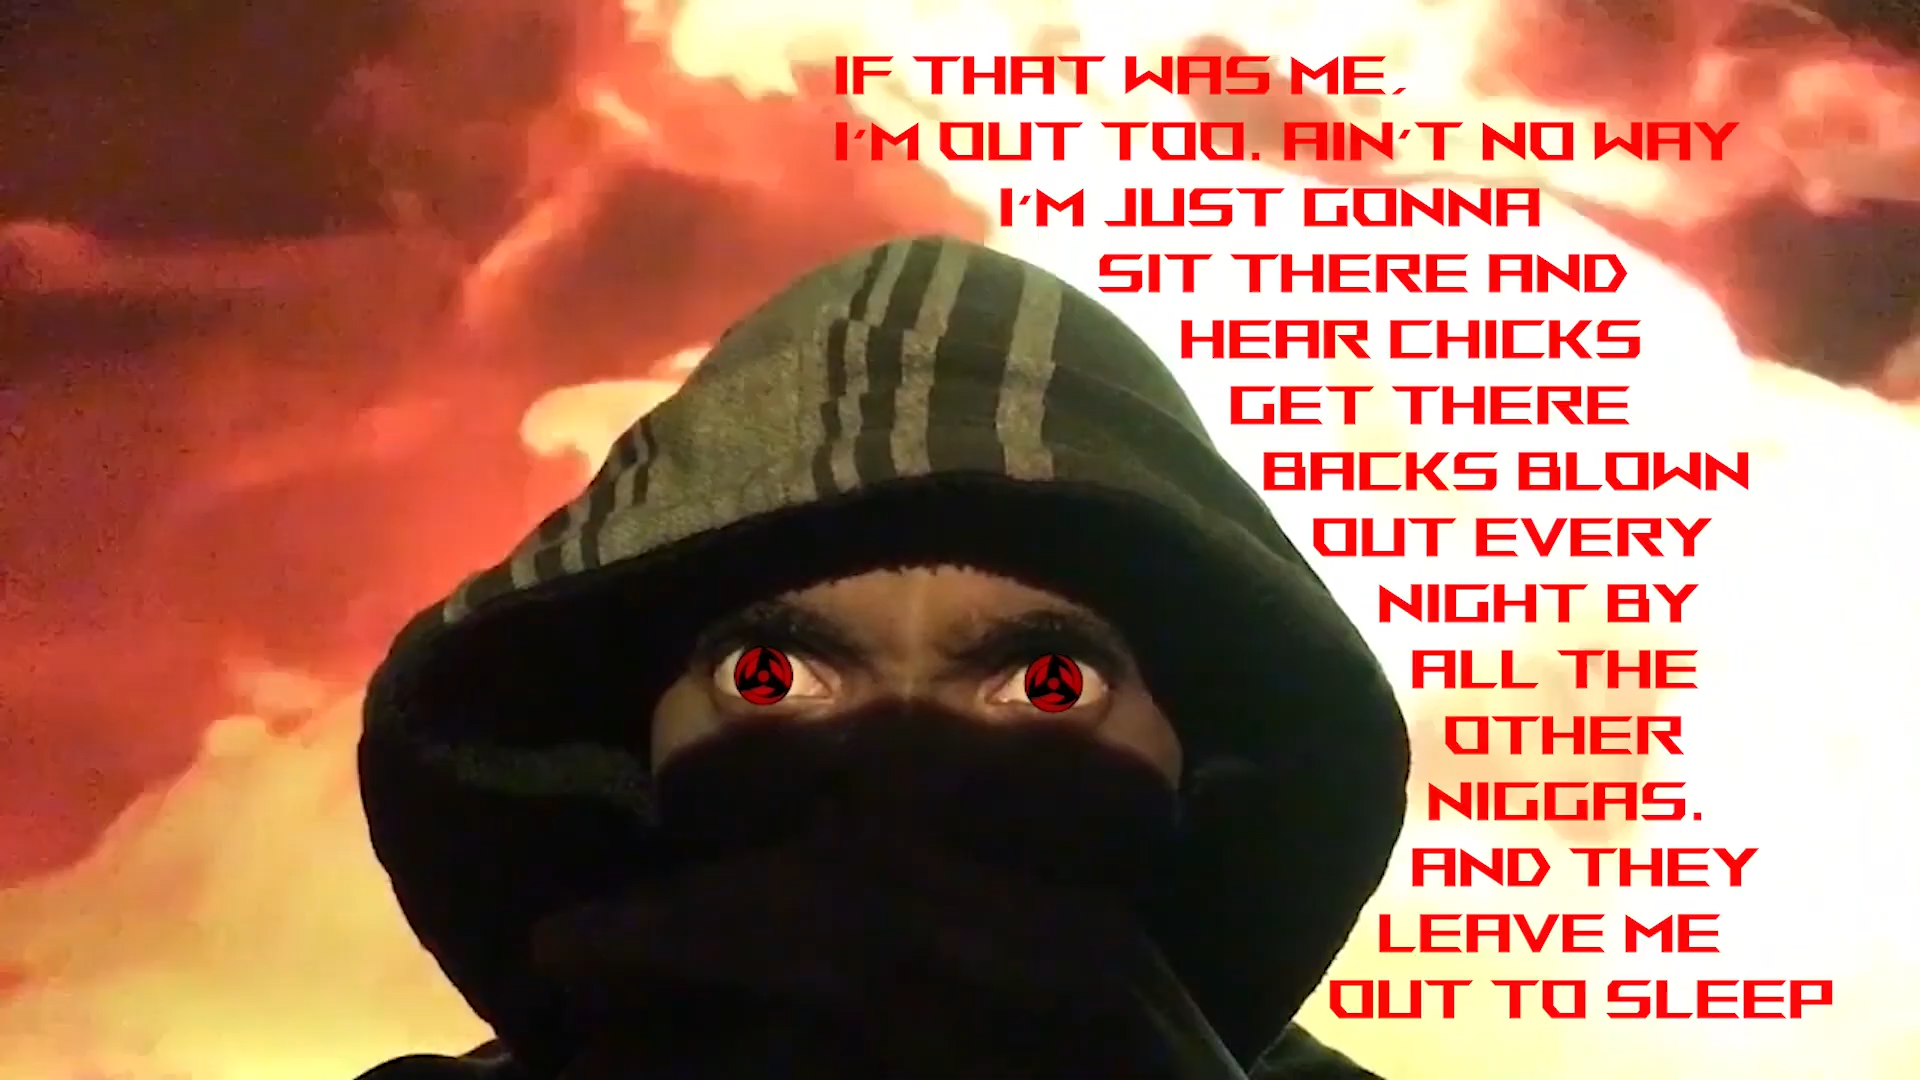 IF THAT WAS ME,
I'M OUT TOO. AIN'T NO WAY
I'M JUST GONNA
SIT THERE AND
HEAR CHICKS
GET THERE
BACKS BLOWN
OUT EVERY
NIGHT BY
ALL THE
OTHER
NIGGAS.
AND THEY
LEAVE ME
OUT TO SLEEP